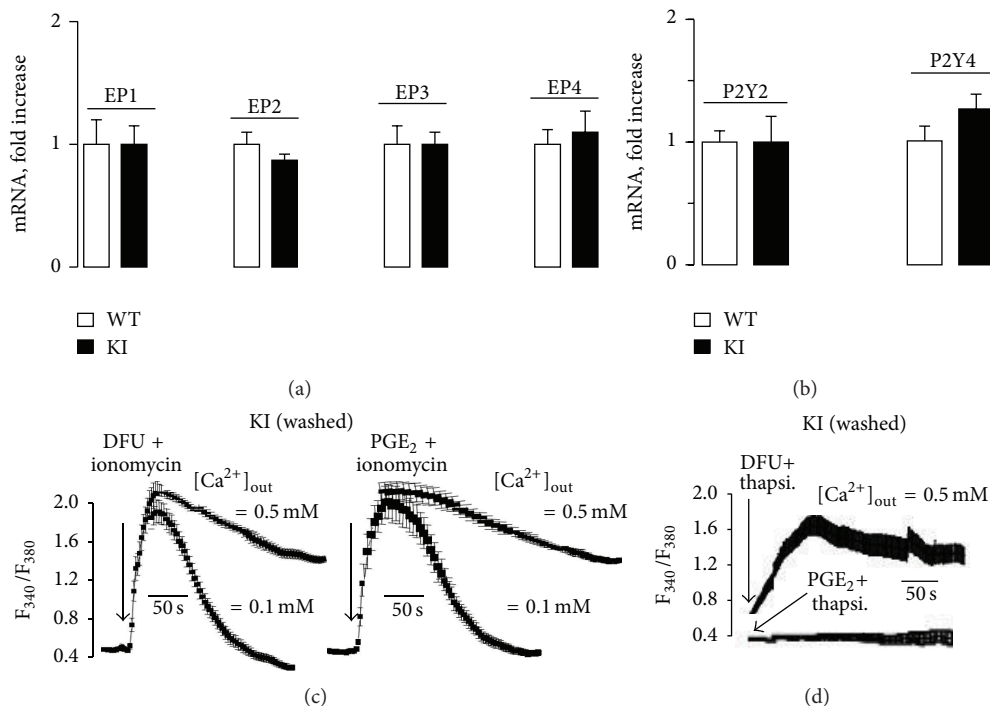 mRNA, fold increase
2
1
0
EP1
EP2
EP3
EP4
WT
KI
(a)
mRNA, fold increase
2
1
0
P2Y2
P2Y4
WT
KI
(b)
KI (washed)
DFU +
ionomycin
PGE₂ +
ionomycin
[Ca²⁺]out
= 0.5 mM
[Ca²⁺]out
= 0.5 mM
F₃₄₀/F₃₈₀
2.0
1.6
1.2
0.8
0.4
50 s
= 0.1 mM
50 s
= 0.1 mM
(c)
KI (washed)
DFU+
thapsi.
[Ca²⁺]out = 0.5 mM
F₃₄₀/F₃₈₀
2.0
1.6
1.2
0.8
0.4
PGE₂+
thapsi.
50 s
(d)